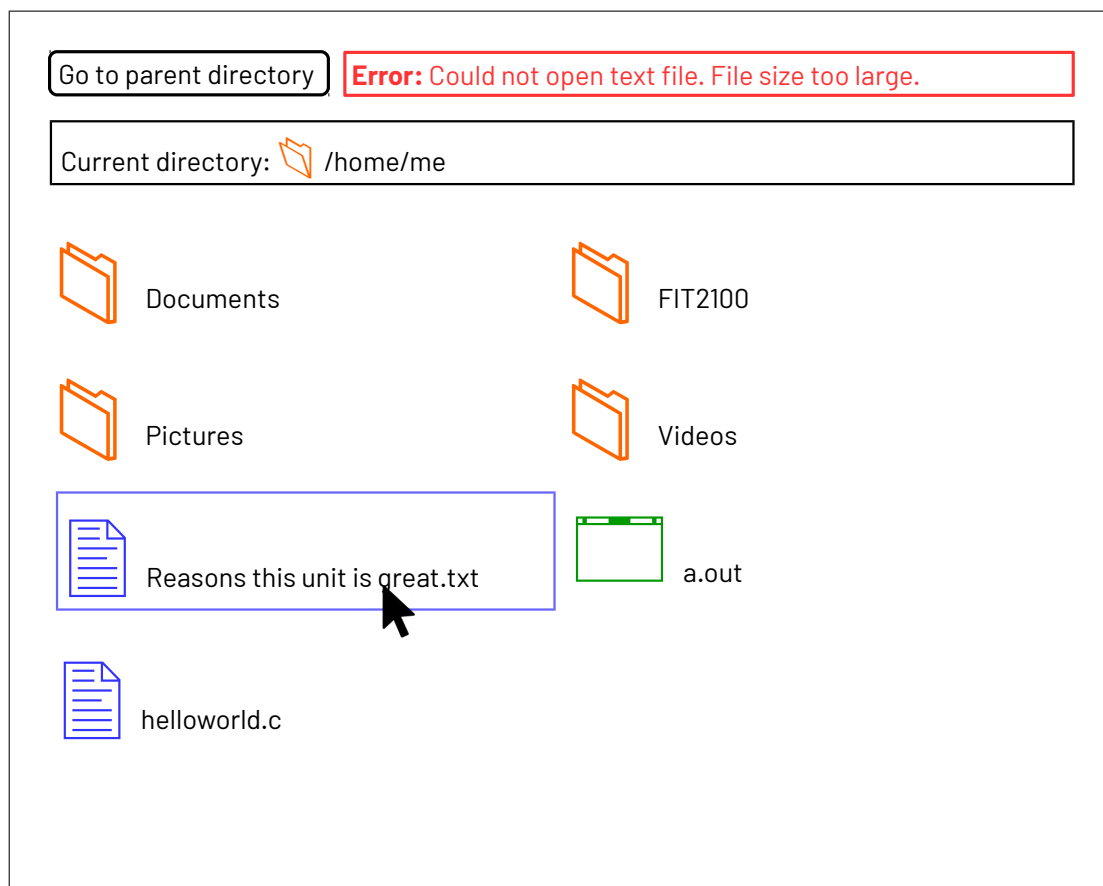 Go to parent directory
Error: Could not open text file. File size too large.
Current directory: /home/me
Documents
FIT2100
Pictures
Videos
Reasons this unit is great.txt
a.out
helloworld.c